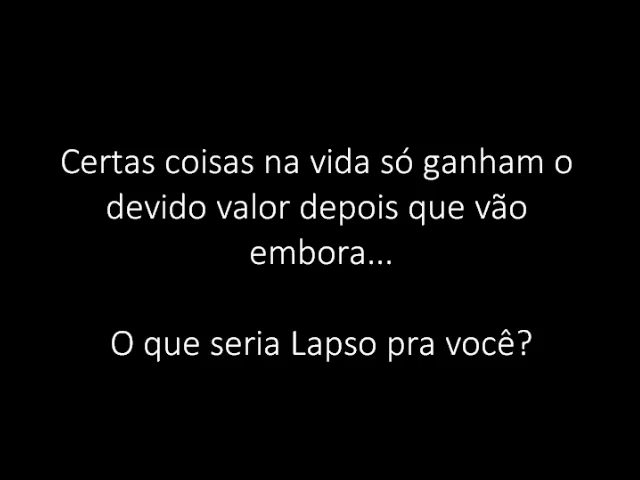 Certas coisas na vida só ganham o
devido valor depois que vão
embora...
O que seria Lapso pra você?